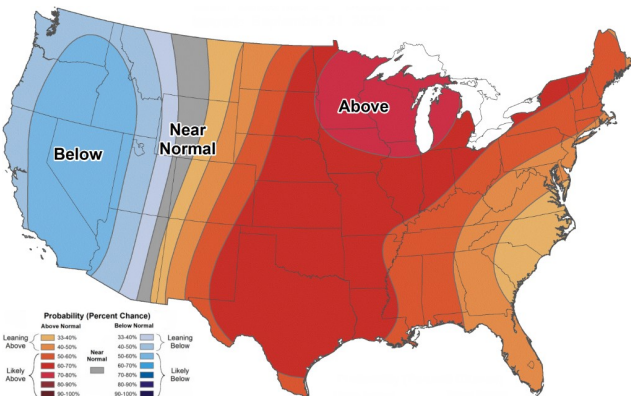 Above
Near
Normal
Below
Probability (Percent Chance)
Above Normal
Below Normal
Leaning
Above
33-40%
40-50%
Near
Normal
33-40%
40-50%
Leaning
Below
Likely
Above
50-60%
60-70%
70-80%
80-90%
90-100%
50-60%
60-70%
70-80%
80-90%
90-100%
Likely
Below